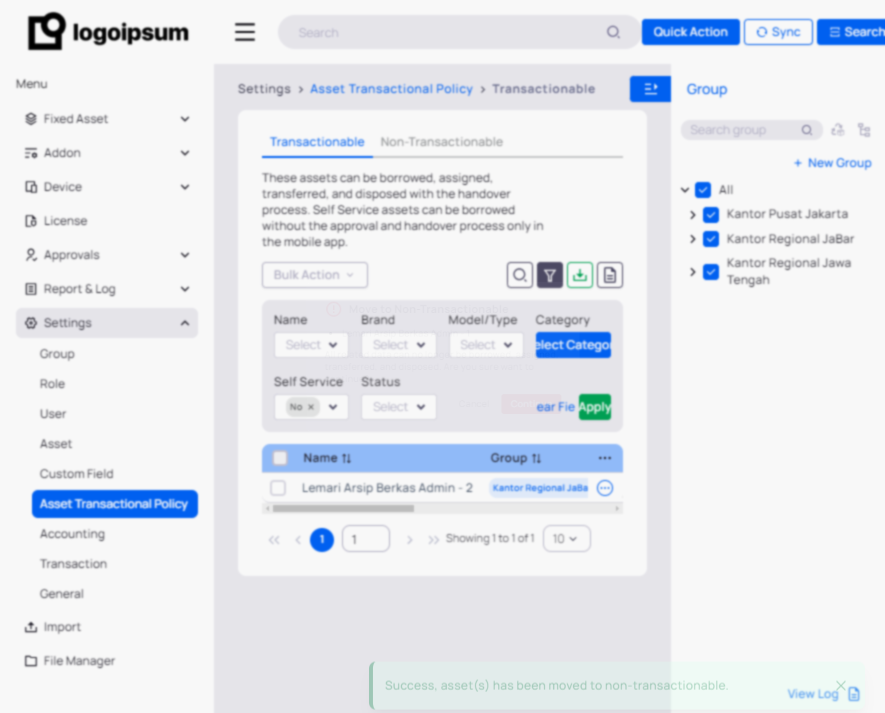 logoipsum
Search
Quick Action
Sync
Search
Menu
Fixed Asset
Addon
Device
License
Approvals
Report & Log
Settings
Group
Role
User
Asset
Custom Field
Asset Transactional Policy
Accounting
Transaction
General
Import
File Manager
Settings > Asset Transactional Policy > Transactionable
Transactionable Non-Transactionable
These assets can be borrowed, assigned,
transferred, and disposed with the handover
process. Self Service assets can be borrowed
without the approval and handover process only in
the mobile app.
Bulk Action
Move to Non-Transactionable
Name Brand Model/Type Category
Select Select Select elect Categor
Self Service Status
No × Select ear Fie Apply
Name Group
Lemari Arsip Berkas Admin - 2 Kantor Regional JaBa
1 1 Showing 1 to 1 of 1 10
Group
Search group
+ New Group
All
Kantor Pusat Jakarta
Kantor Regional JaBar
Kantor Regional Jawa
Tengah
Success, asset(s) has been moved to non-transactionable.
View Log